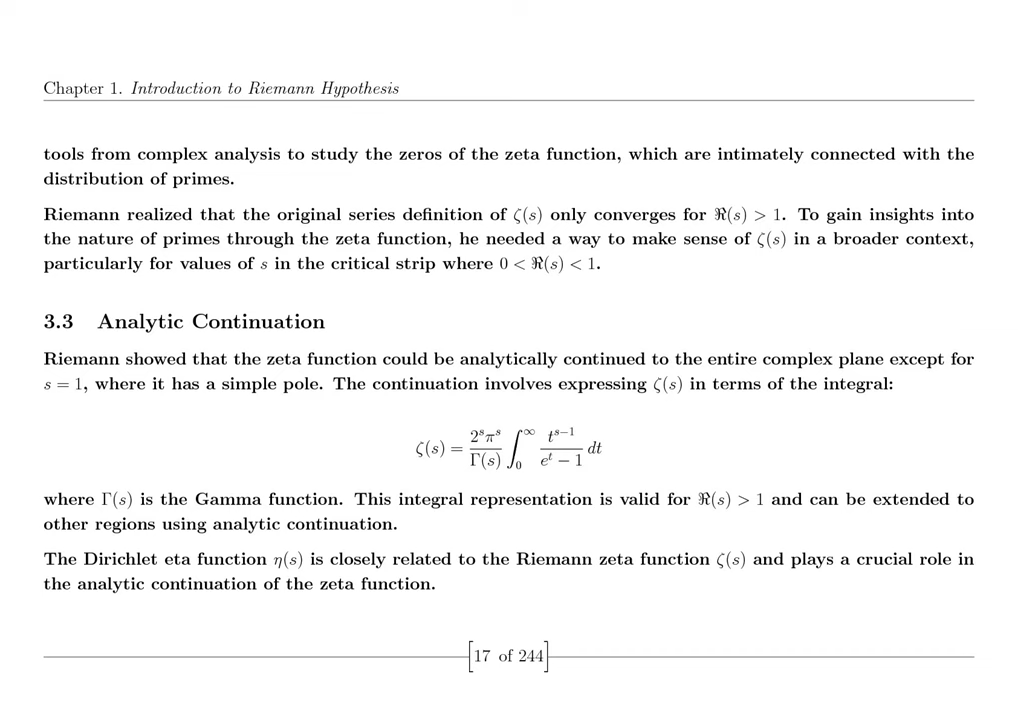 Chapter 1. Introduction to Riemann Hypothesis
tools from complex analysis to study the zeros of the zeta function, which are intimately connected with the
distribution of primes.
Riemann realized that the original series definition of ζ(s) only converges for ℜ(s) > 1. To gain insights into
the nature of primes through the zeta function, he needed a way to make sense of ζ(s) in a broader context,
particularly for values of s in the critical strip where 0 < ℜ(s) < 1.
3.3 Analytic Continuation
Riemann showed that the zeta function could be analytically continued to the entire complex plane except for
s = 1, where it has a simple pole. The continuation involves expressing ζ(s) in terms of the integral:
ζ(s) = \frac{2^s π^s}{Γ(s)} ∫_0^∞ \frac{t^{s−1}}{e^t − 1} dt
where Γ(s) is the Gamma function. This integral representation is valid for ℜ(s) > 1 and can be extended to
other regions using analytic continuation.
The Dirichlet eta function η(s) is closely related to the Riemann zeta function ζ(s) and plays a crucial role in
the analytic continuation of the zeta function.
[17 of 244]